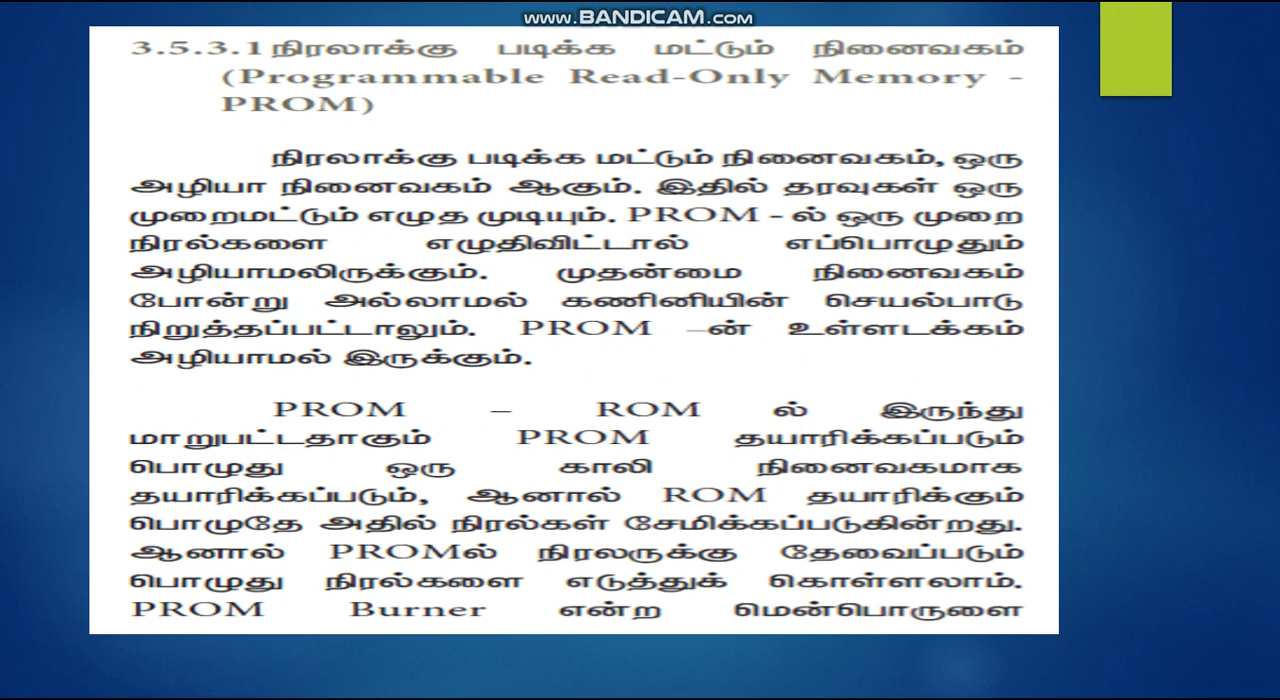 www.BANDICAM.com
3.5.3.1 நிரலாக்கு படிக்க மட்டும் நினைவகம்
(Programmable Read-Only Memory -
PROM)
நிரலாக்கு படிக்க மட்டும் நினைவகம், ஒரு
அழியா நினைவகம் ஆகும். இதில் தரவுகள் ஒரு
முறைமட்டும் எழுத முடியும். PROM - ல் ஒரு முறை
நிரல்களை எழுதிவிட்டால் எப்பொழுதும்
அழியாமலிருக்கும். முதன்மை நினைவகம்
போன்று அல்லாமல் கணினியின் செயல்பாடு
நிறுத்தப்பட்டாலும். PROM –ன் உள்ளடக்கம்
அழியாமல் இருக்கும்.
PROM – ROM ல் இருந்து
மாறுபட்டதாகும் PROM தயாரிக்கப்படும்
பொழுது ஒரு காலி நினைவகமாக
தயாரிக்கப்படும், ஆனால் ROM தயாரிக்கும்
பொழுதே அதில் நிரல்கள் சேமிக்கப்படுகின்றது.
ஆனால் PROMல் நிரலருக்கு தேவைப்படும்
பொழுது நிரல்களை எடுத்துக் கொள்ளலாம்.
PROM Burner என்ற மென்பொருளை